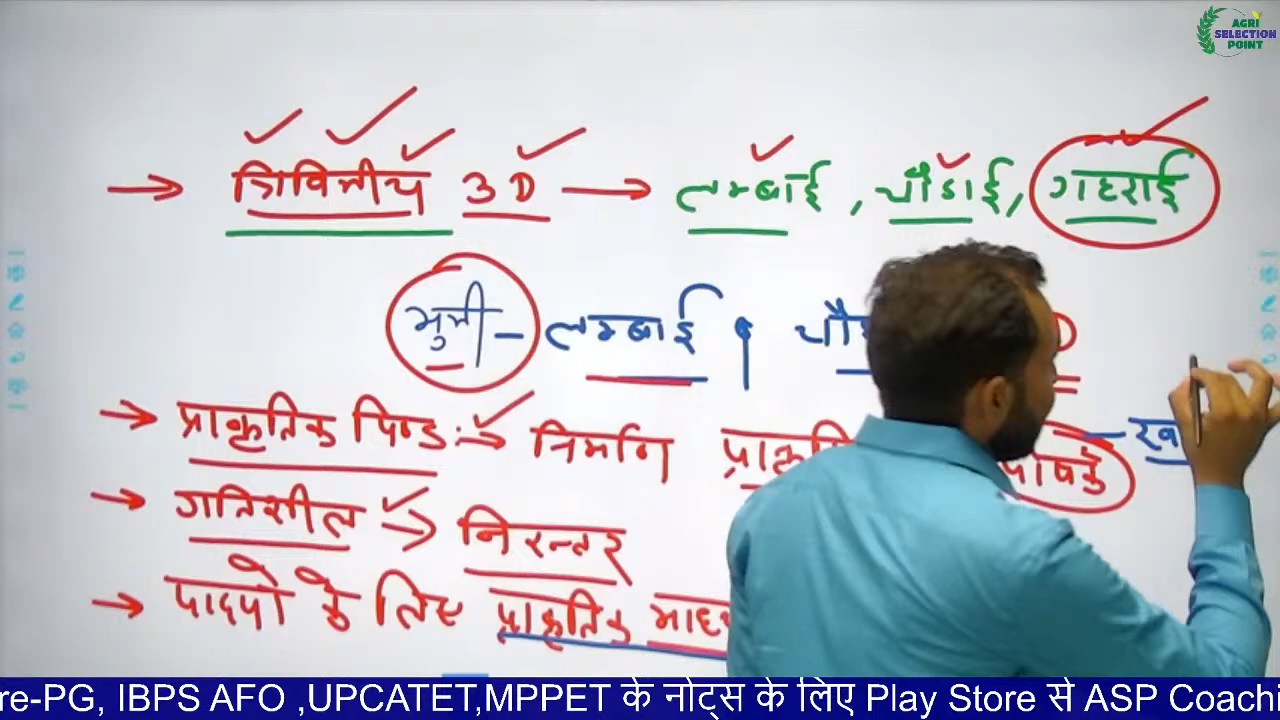 AGRI
SELECTION
POINT
→ त्रिविमीय 3D → लम्बाई, चौडाई, गहराई
भुमी - लम्बाई
→ प्राकृतिक पिण्ड :→ निर्माण
→ गतिशील → निरन्तर
→ पादपो के लिए प्राकृतिक
re-PG, IBPS AFO ,UPCATET,MPPET के नोट्स के लिए Play Store से ASP Coachi